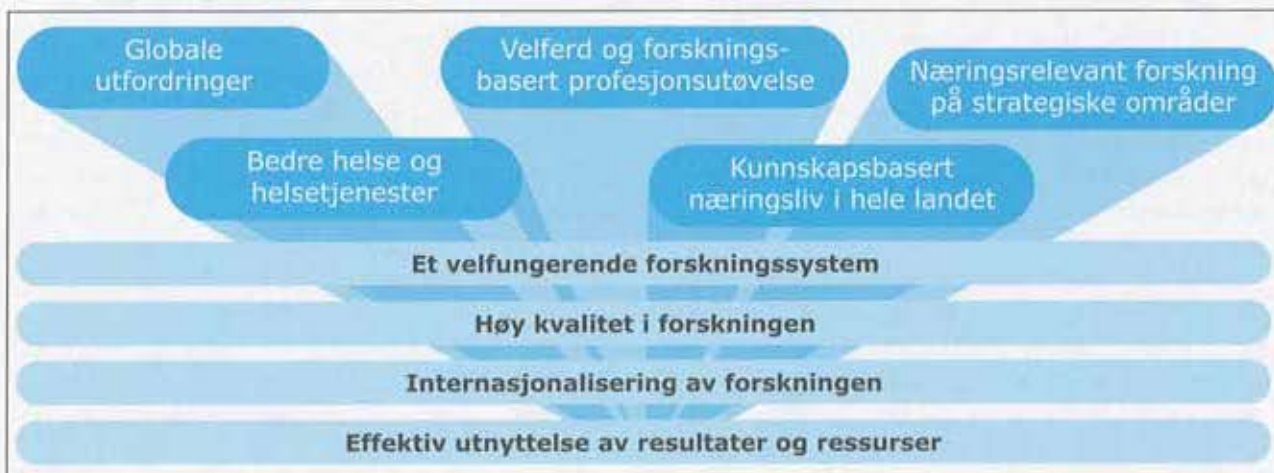 Globale
utfordringer
Velferd og forsknings-
basert profesjonsutøvelse
Næringsrelevant forskning
på strategiske områder
Bedre helse og
helsetjenester
Kunnskapsbasert
næringsliv i hele landet
Et velfungerende forskningssystem
Høy kvalitet i forskningen
Internasjonalisering av forskningen
Effektiv utnyttelse av resultater og ressurser